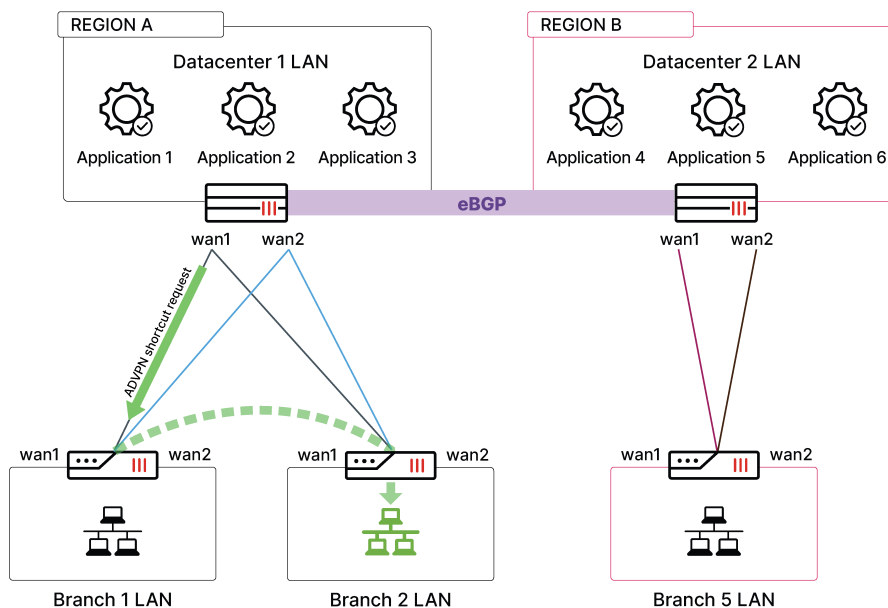 REGION A
REGION B
Datacenter 1 LAN
Datacenter 2 LAN
Application 1
Application 2
Application 3
Application 4
Application 5
Application 6
eBGP
wan1
wan2
wan1
wan2
ADVPN shortcut request
wan1
wan2
wan1
wan2
wan1
wan2
Branch 1 LAN
Branch 2 LAN
Branch 5 LAN